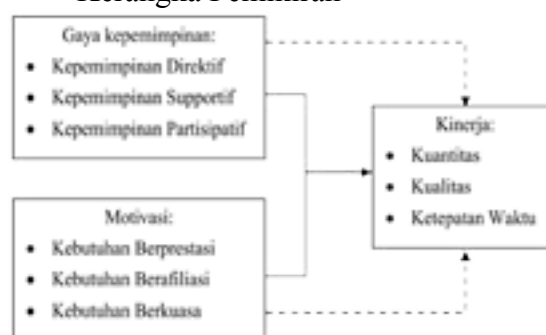 Gaya kepemimpinan:
• Kepemimpinan Direktif
• Kepemimpinan Supportif
• Kepemimpinan Partisipatif
Kinerja:
• Kuantitas
• Kualitas
• Ketepatan Waktu
Motivasi:
• Kebutuhan Berprestasi
• Kebutuhan Berafiliasi
• Kebutuhan Berkuasa